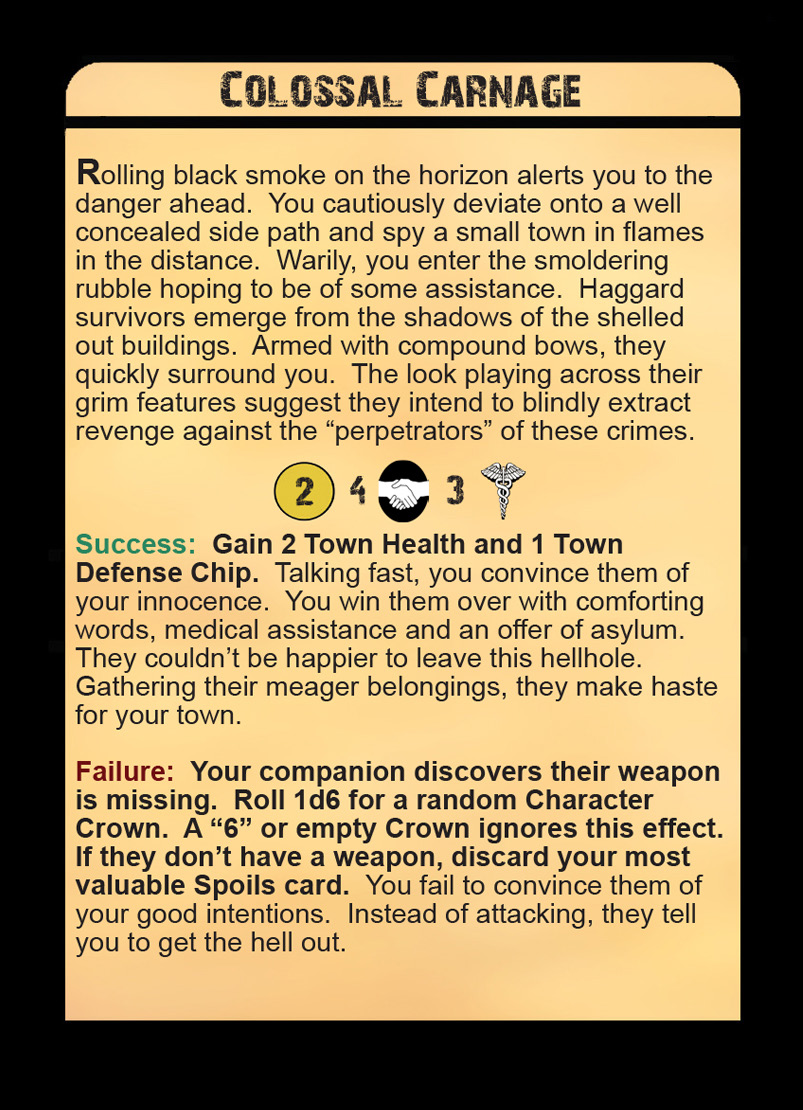 Colossal Carnage
Rolling black smoke on the horizon alerts you to the
danger ahead.  You cautiously deviate onto a well
concealed side path and spy a small town in flames
in the distance.  Warily, you enter the smoldering
rubble hoping to be of some assistance.  Haggard
survivors emerge from the shadows of the shelled
out buildings.  Armed with compound bows, they
quickly surround you.  The look playing across their
grim features suggest they intend to blindly extract
revenge against the “perpetrators” of these crimes.
2 4 3
Success:  Gain 2 Town Health and 1 Town
Defense Chip.  Talking fast, you convince them of
your innocence.  You win them over with comforting
words, medical assistance and an offer of asylum.
They couldn’t be happier to leave this hellhole.
Gathering their meager belongings, they make haste
for your town.
Failure:  Your companion discovers their weapon
is missing.  Roll 1d6 for a random Character
Crown.  A “6” or empty Crown ignores this effect.
If they don’t have a weapon, discard your most
valuable Spoils card.  You fail to convince them of
your good intentions.  Instead of attacking, they tell
you to get the hell out.